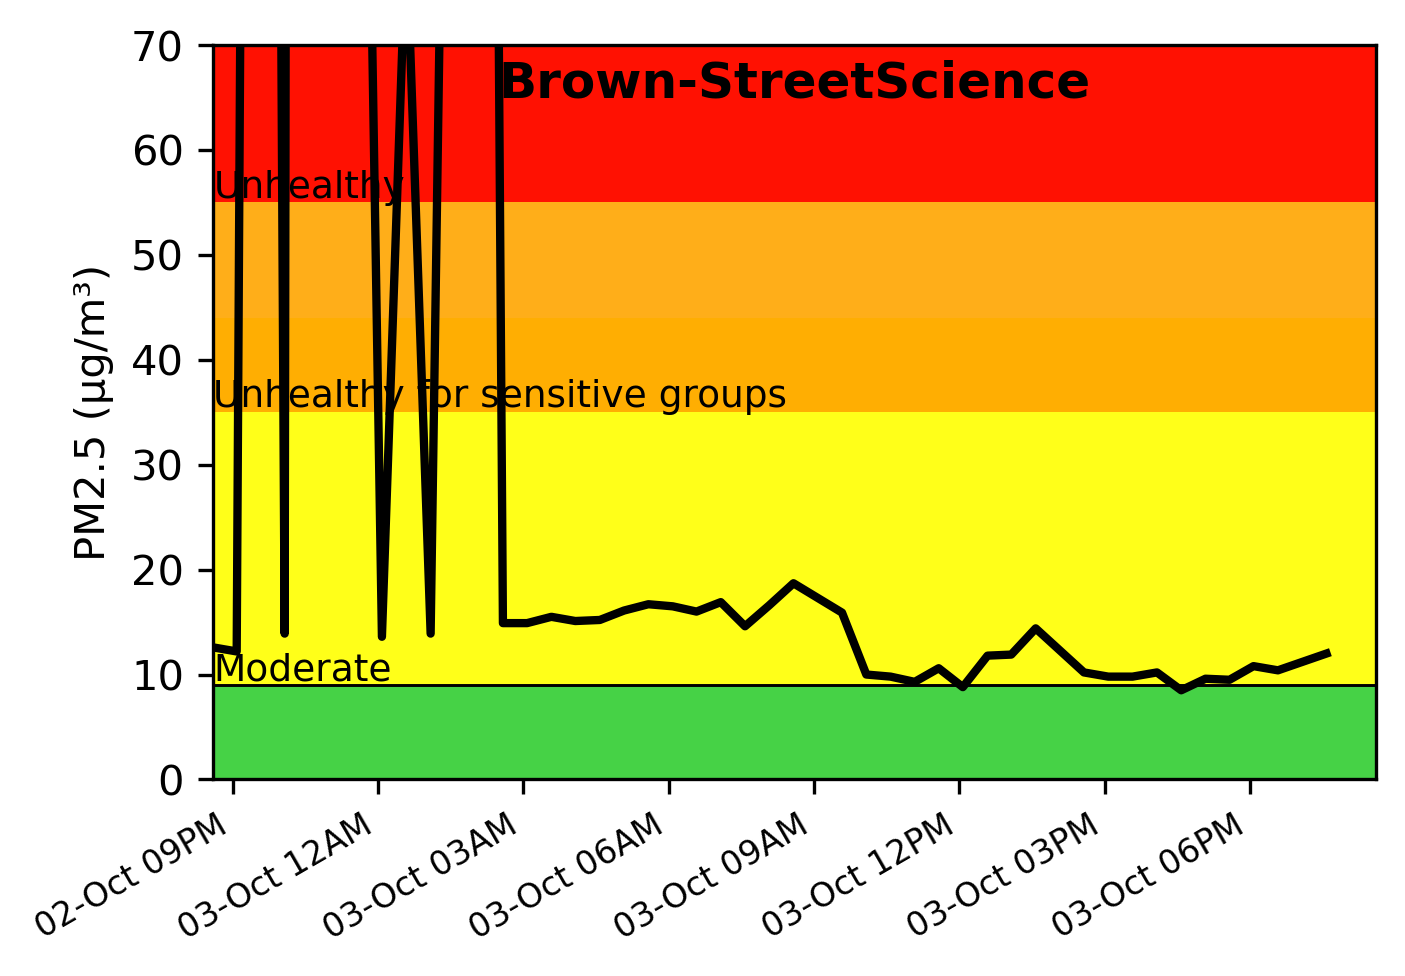 Brown-StreetScience
70
60
50
40
30
20
10
0
PM2.5 (µg/m³)
Unhealthy
Unhealthy for sensitive groups
Moderate
02-Oct 09PM
03-Oct 12AM
03-Oct 03AM
03-Oct 06AM
03-Oct 09AM
03-Oct 12PM
03-Oct 03PM
03-Oct 06PM